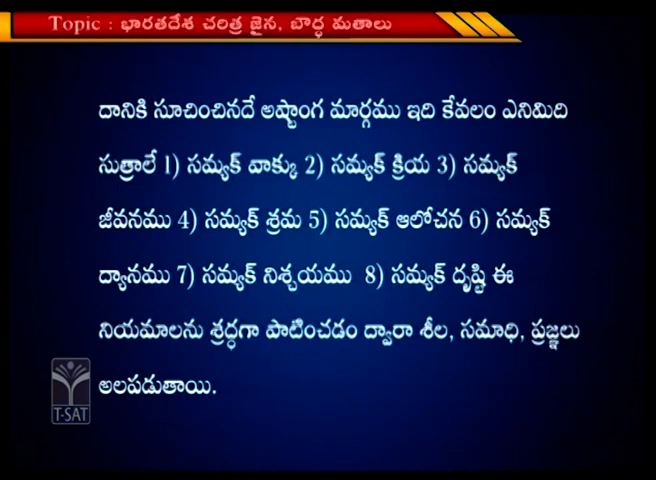 Topic : భారతదేశ చరిత్ర జైన, బౌద్ధ మతాలు
దానికి సూచించినదే అష్టాంగ మార్గము ఇది కేవలం ఎనిమిది
సుత్రాలే 1) సమ్యక్ వాక్కు 2) సమ్యక్ క్రియ 3) సమ్యక్
జీవనము 4) సమ్యక్ శ్రమ 5) సమ్యక్ ఆలోచన 6) సమ్యక్
ద్యానము 7) సమ్యక్ నిశ్చయము 8) సమ్యక్ దృష్టి ఈ
నియమాలను శ్రద్ధగా పాటించడం ద్వారా శీల, సమాధి, ప్రజ్ఞలు
అలపడుతాయి.
T-SAT